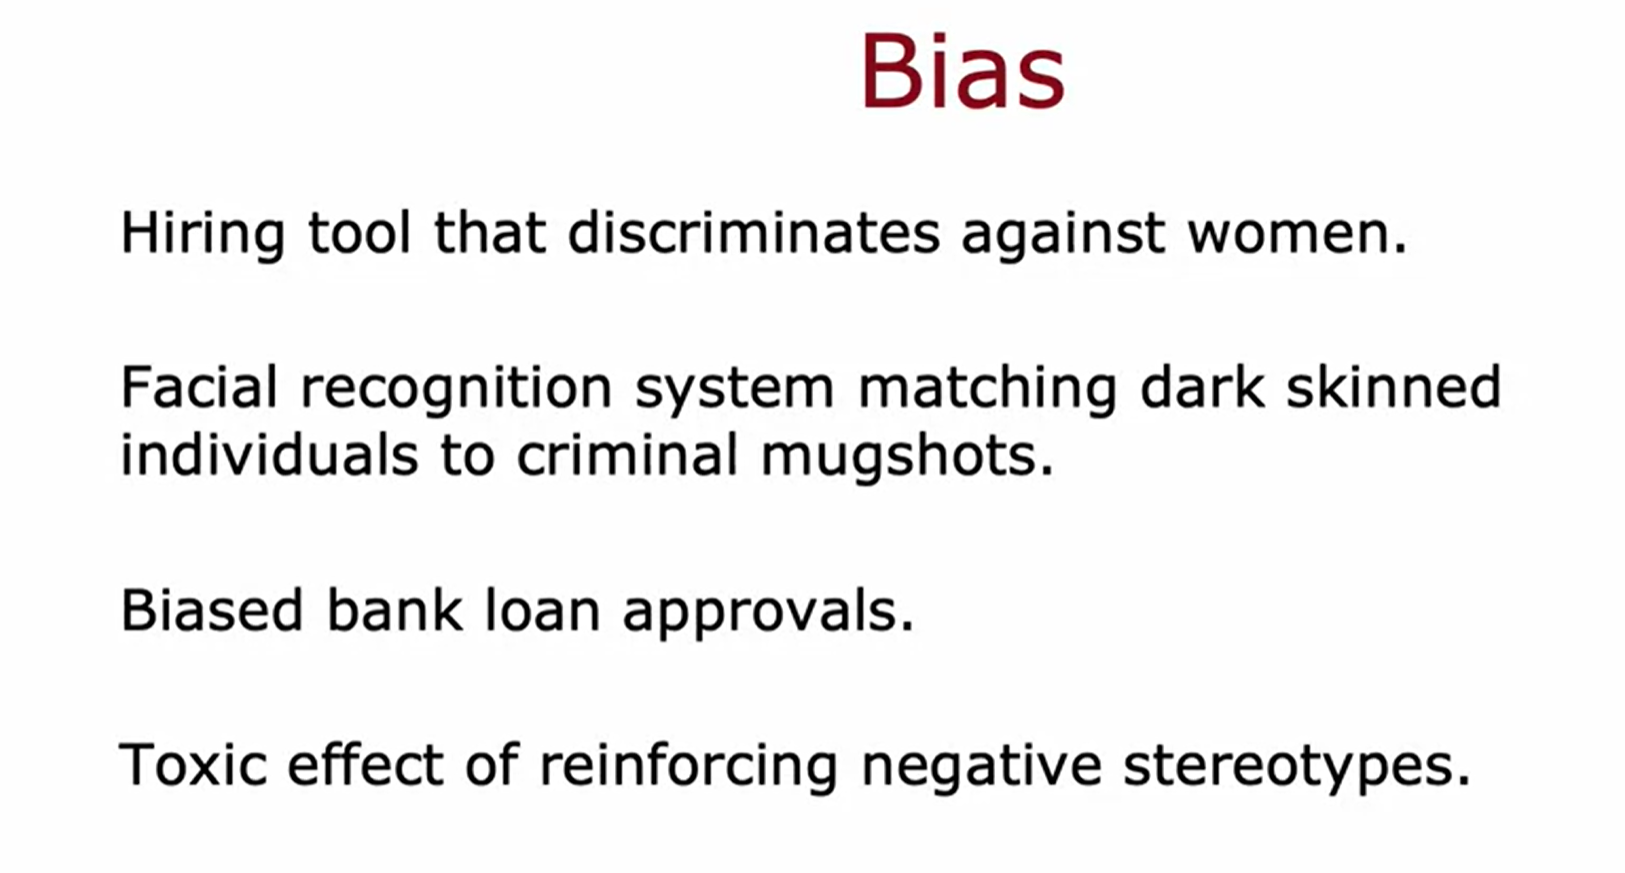 Bias
Hiring tool that discriminates against women.
Facial recognition system matching dark skinned
individuals to criminal mugshots.
Biased bank loan approvals.
Toxic effect of reinforcing negative stereotypes.